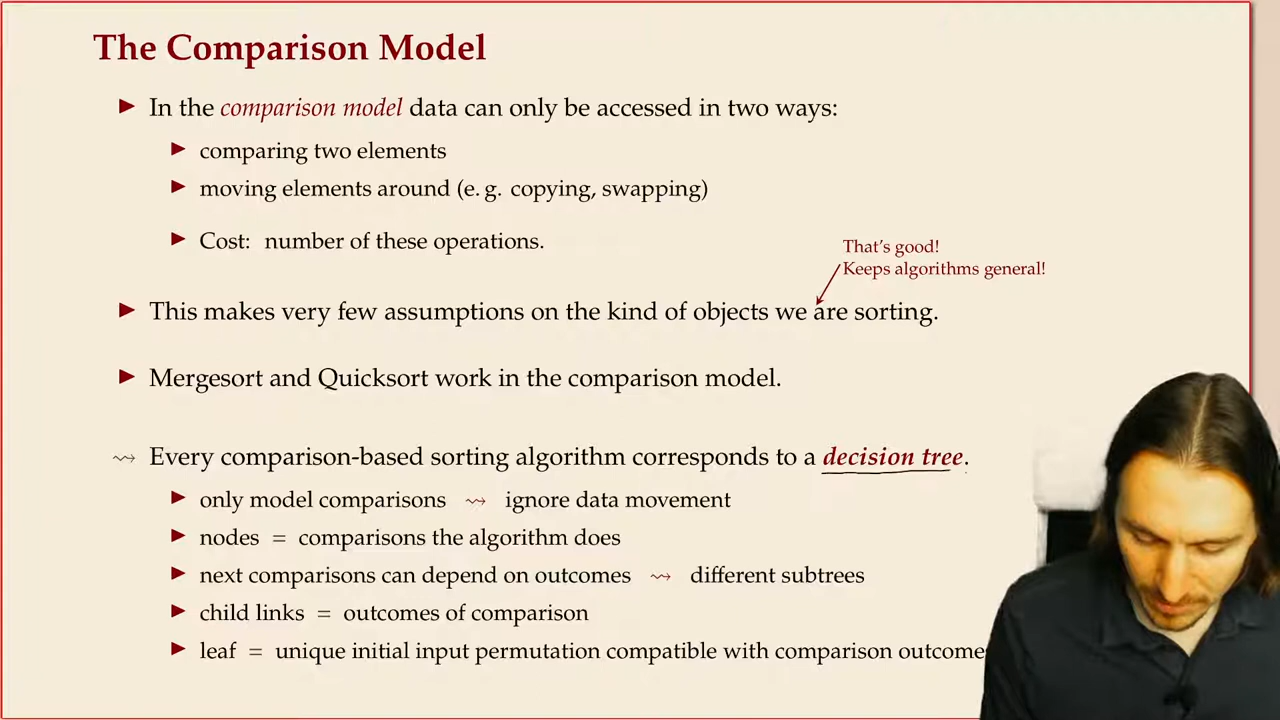 The Comparison Model
► In the comparison model data can only be accessed in two ways:
► comparing two elements
► moving elements around (e. g. copying, swapping)
► Cost: number of these operations.
That's good!
Keeps algorithms general!
► This makes very few assumptions on the kind of objects we are sorting.
► Mergesort and Quicksort work in the comparison model.
⇝ Every comparison-based sorting algorithm corresponds to a decision tree.
► only model comparisons ⇝ ignore data movement
► nodes = comparisons the algorithm does
► next comparisons can depend on outcomes ⇝ different subtrees
► child links = outcomes of comparison
► leaf = unique initial input permutation compatible with comparison outcome